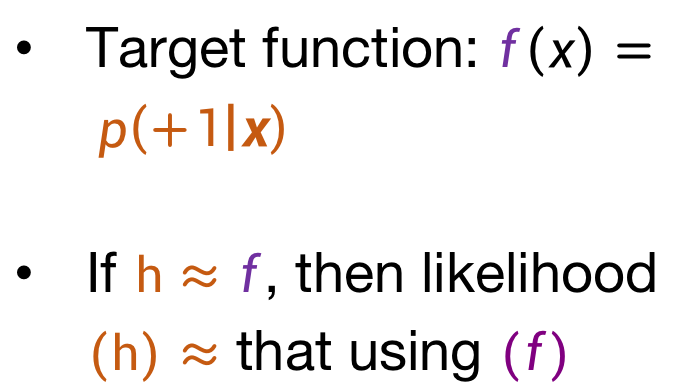 • Target function: f(x) =
p(+1|x)
• If h ≈ f, then likelihood
(h) ≈ that using (f)